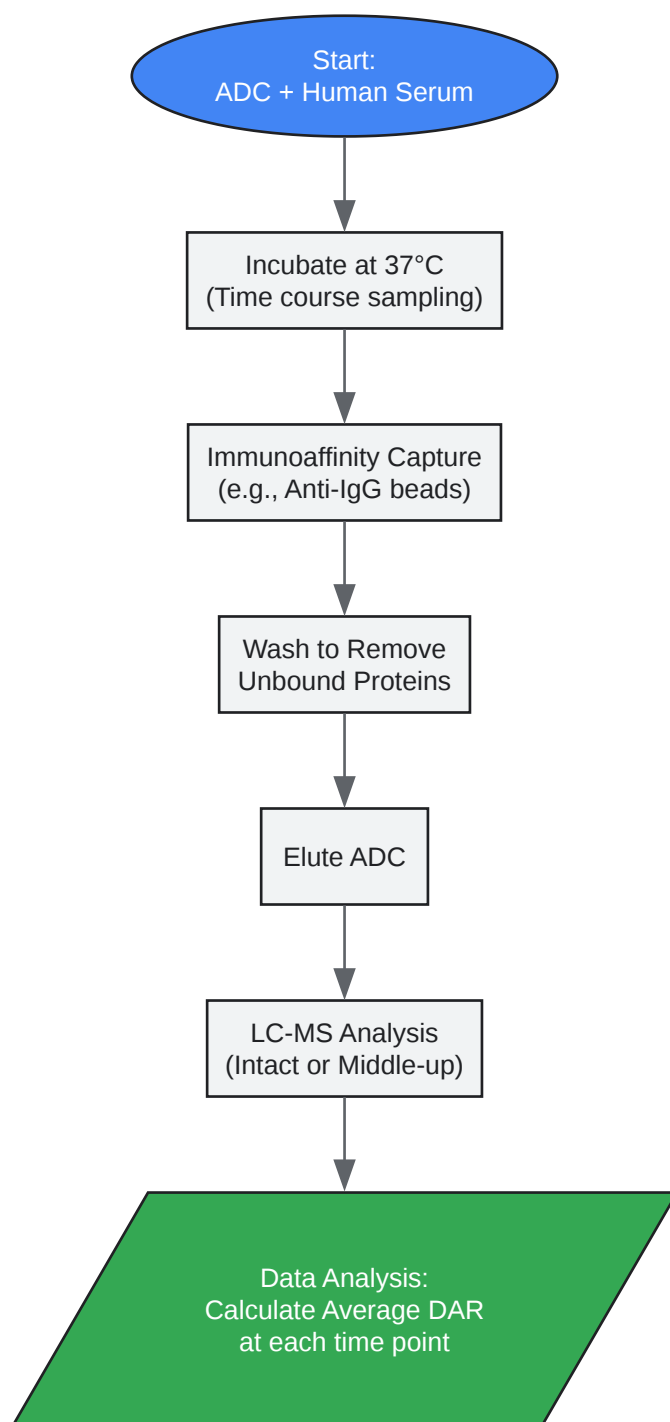 Start:
ADC + Human Serum
Incubate at 37°C
(Time course sampling)
Immunoaffinity Capture
(e.g., Anti-IgG beads)
Wash to Remove
Unbound Proteins
Elute ADC
LC-MS Analysis
(Intact or Middle-up)
Data Analysis:
Calculate Average DAR
at each time point